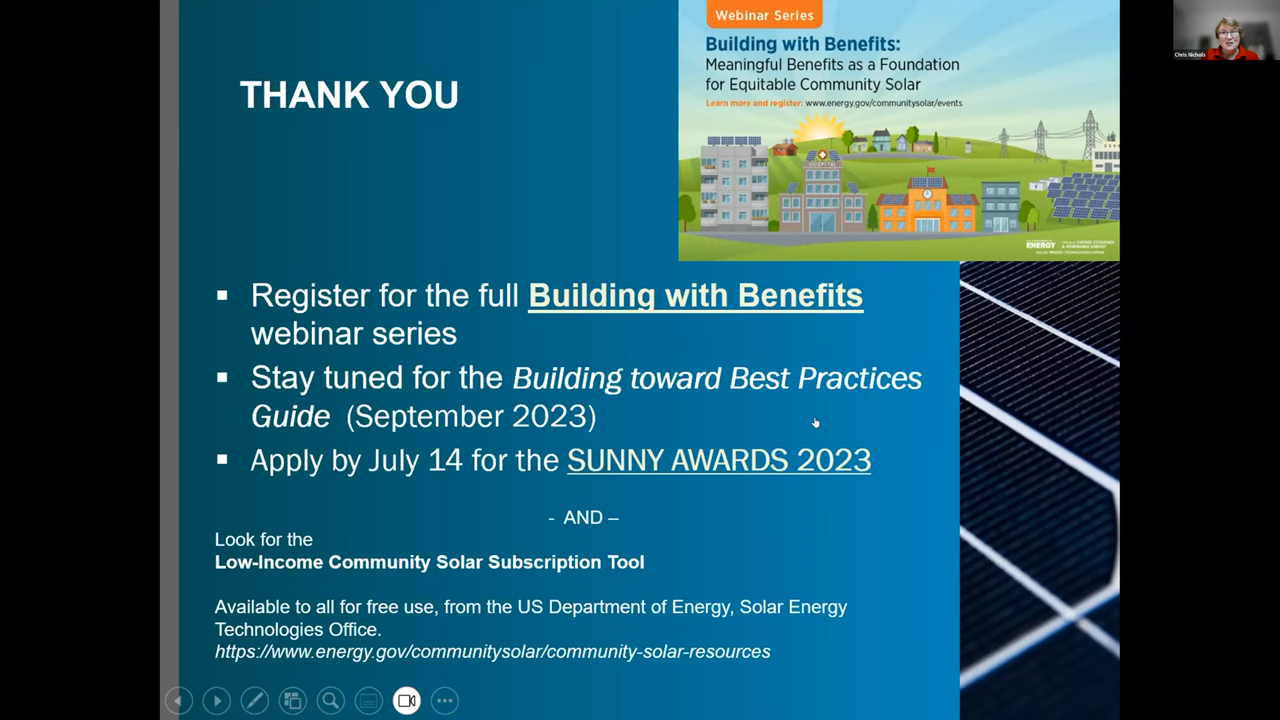 Webinar Series
Building with Benefits:
Meaningful Benefits as a Foundation
for Equitable Community Solar
Learn more and register: www.energy.gov/communitysolar/events
HOSPITAL
ENERGY
Chris Nichols
THANK YOU
▪ Register for the full Building with Benefits
webinar series
▪ Stay tuned for the Building toward Best Practices
Guide (September 2023)
▪ Apply by July 14 for the SUNNY AWARDS 2023
- AND –
Look for the
Low-Income Community Solar Subscription Tool
Available to all for free use, from the US Department of Energy, Solar Energy
Technologies Office.
https://www.energy.gov/communitysolar/community-solar-resources